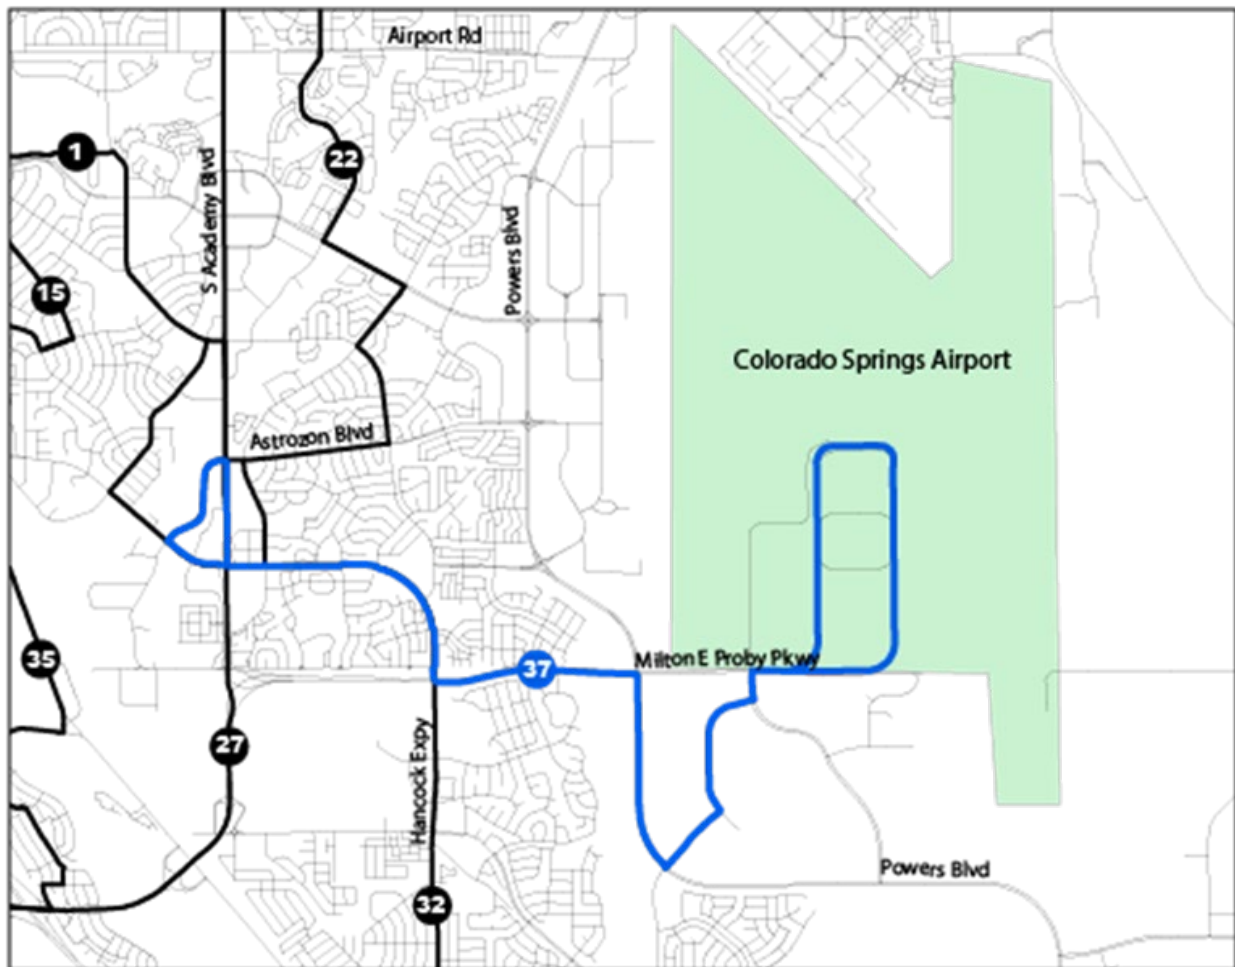 Airport Rd
1
22
S Academy Blvd
Powers Blvd
15
Colorado Springs Airport
Astrozon Blvd
35
37
Milton E Proby Pkwy
27
Hancock Expy
Powers Blvd
32